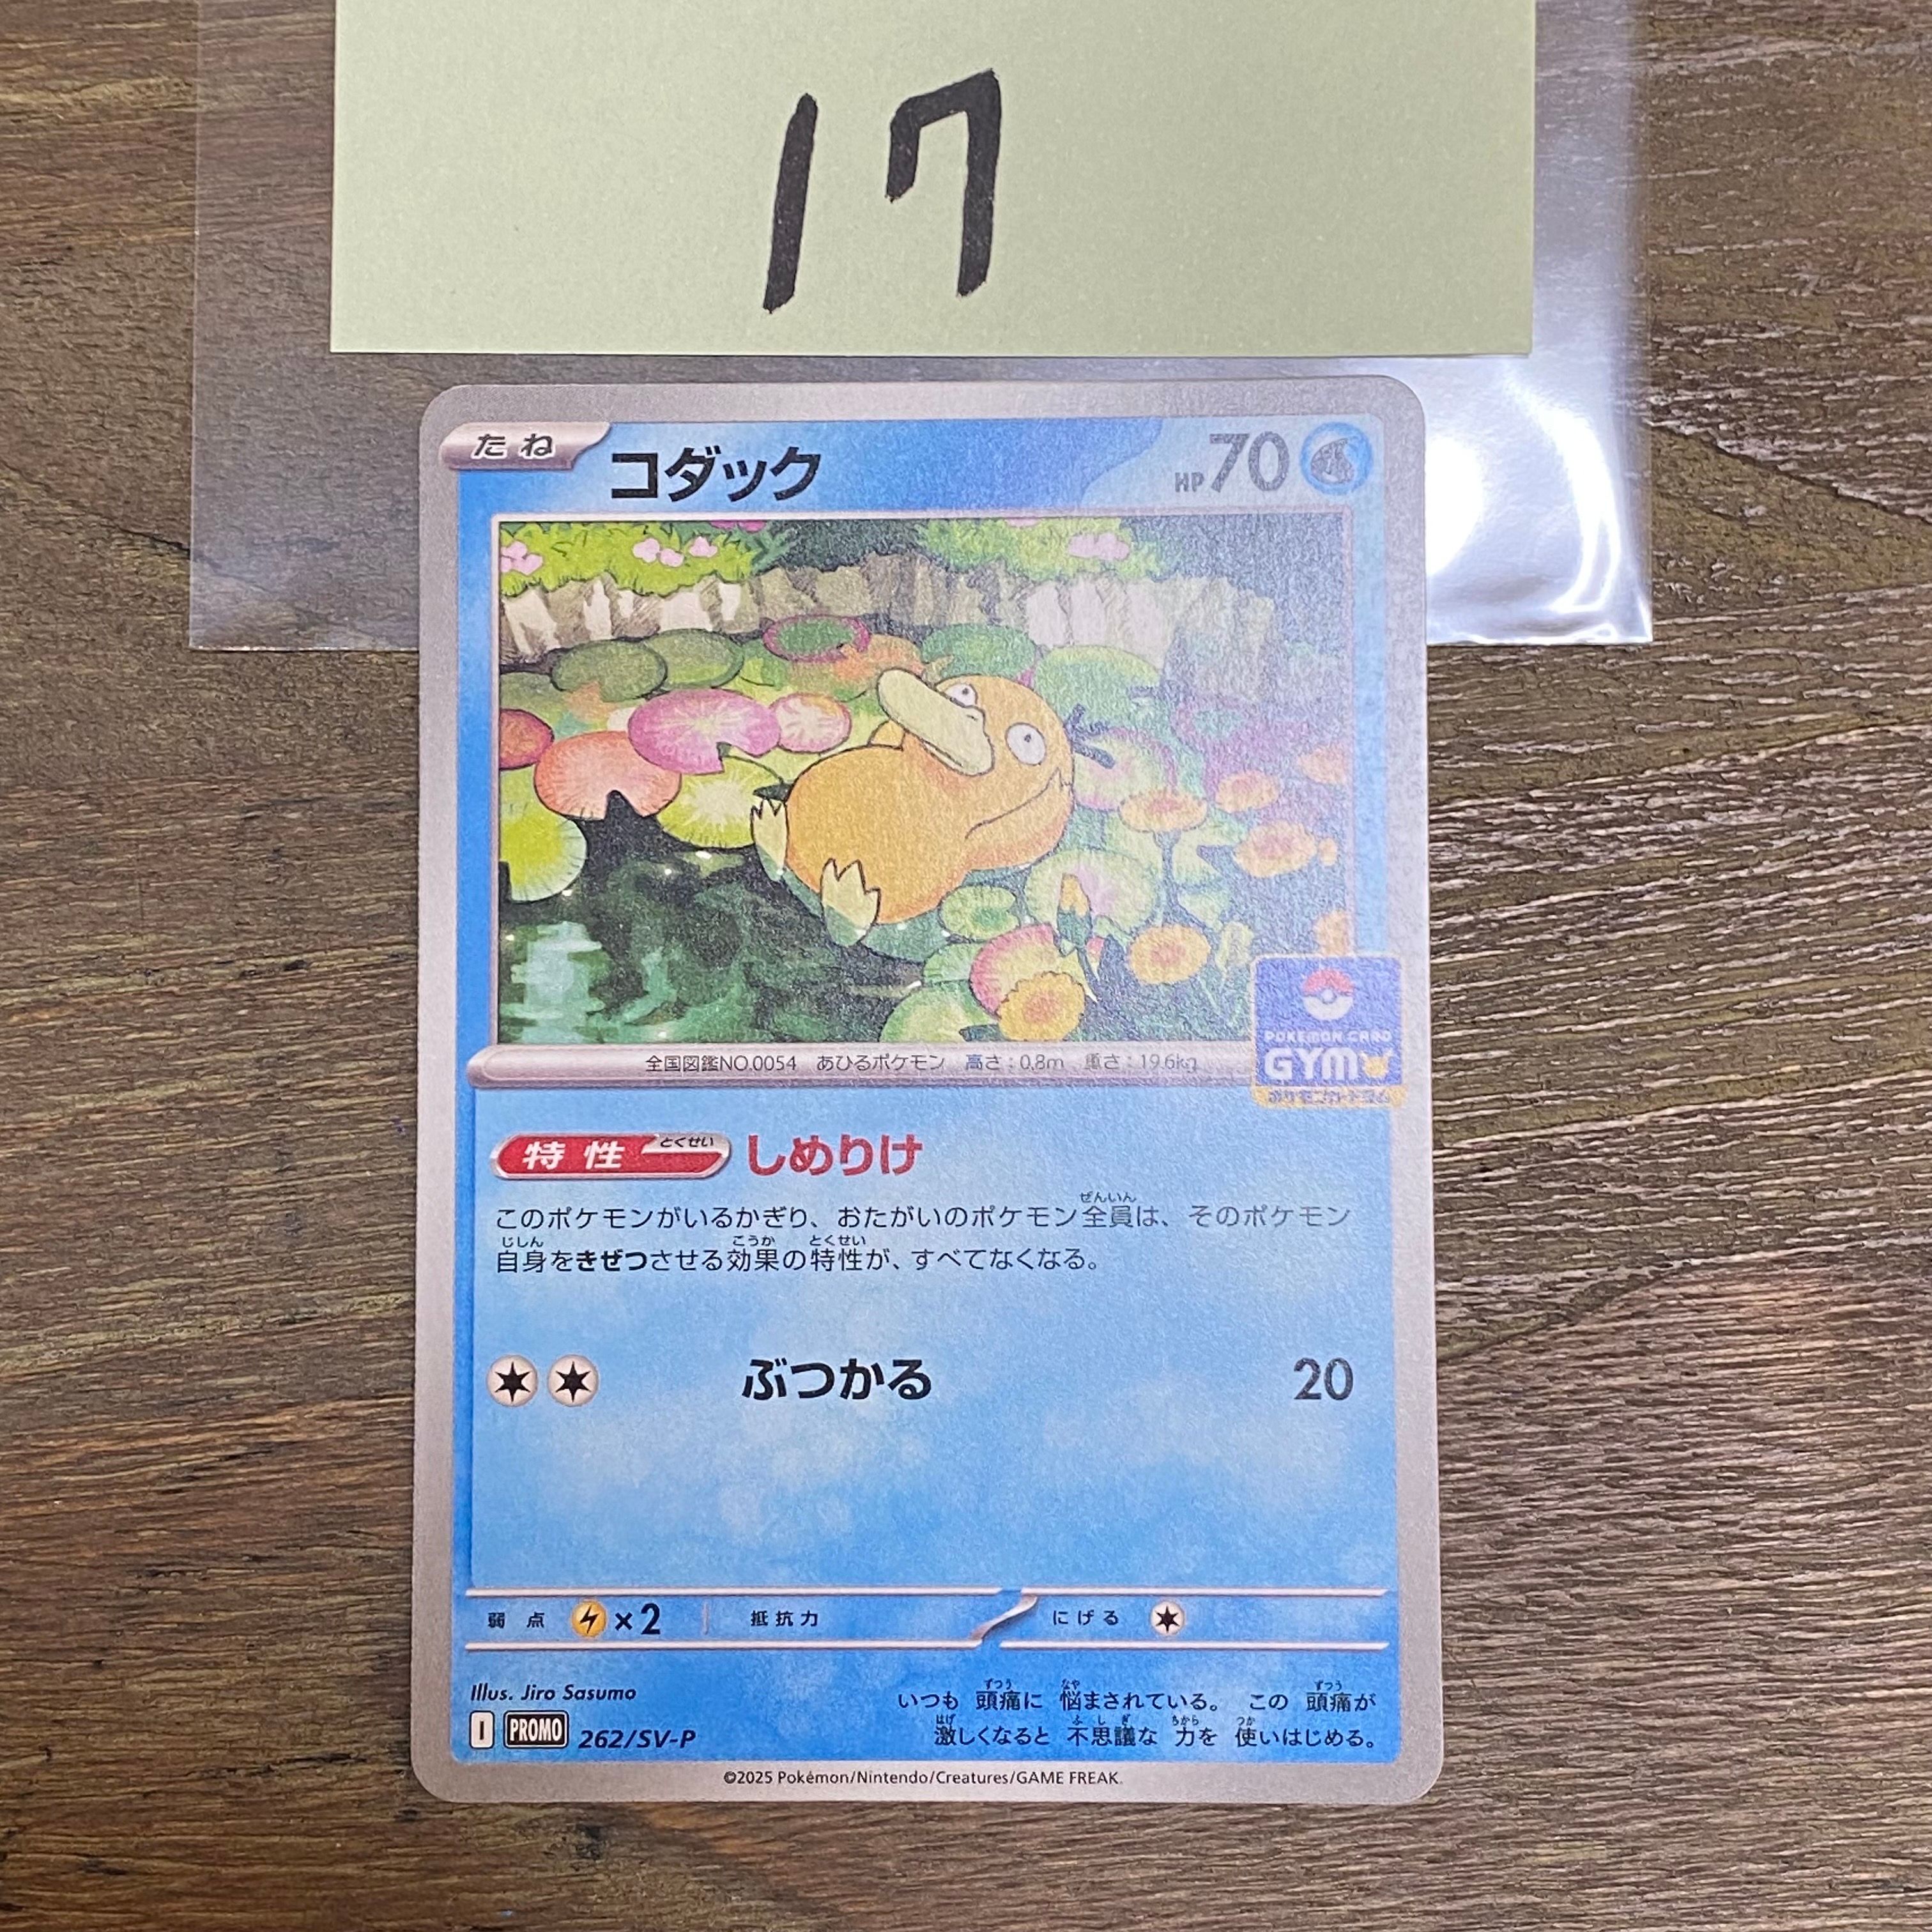 17
たね
コダック
HP70
POKÉMON CARD
GYM
ポケモンカードジム
全国図鑑NO.0054 あひるポケモン 高さ:0.8m 重さ:19.6kg
特性 とくせい しめりけ
ぜんいん
このポケモンがいるかぎり、おたがいのポケモン全員は、そのポケモン
じしん こうか とくせい
自身をきぜつさせる効果の特性が、すべてなくなる。
ぶつかる 20
弱点 ×2 抵抗力 にげる
Illus. Jiro Sasumo
I PROMO 262/SV-P
ずつう なや ずつう
いつも 頭痛に 悩まされている。 この 頭痛が
はげ ふしぎ ちから つか
激しくなると 不思議な 力を 使いはじめる。
©2025 Pokémon/Nintendo/Creatures/GAME FREAK.